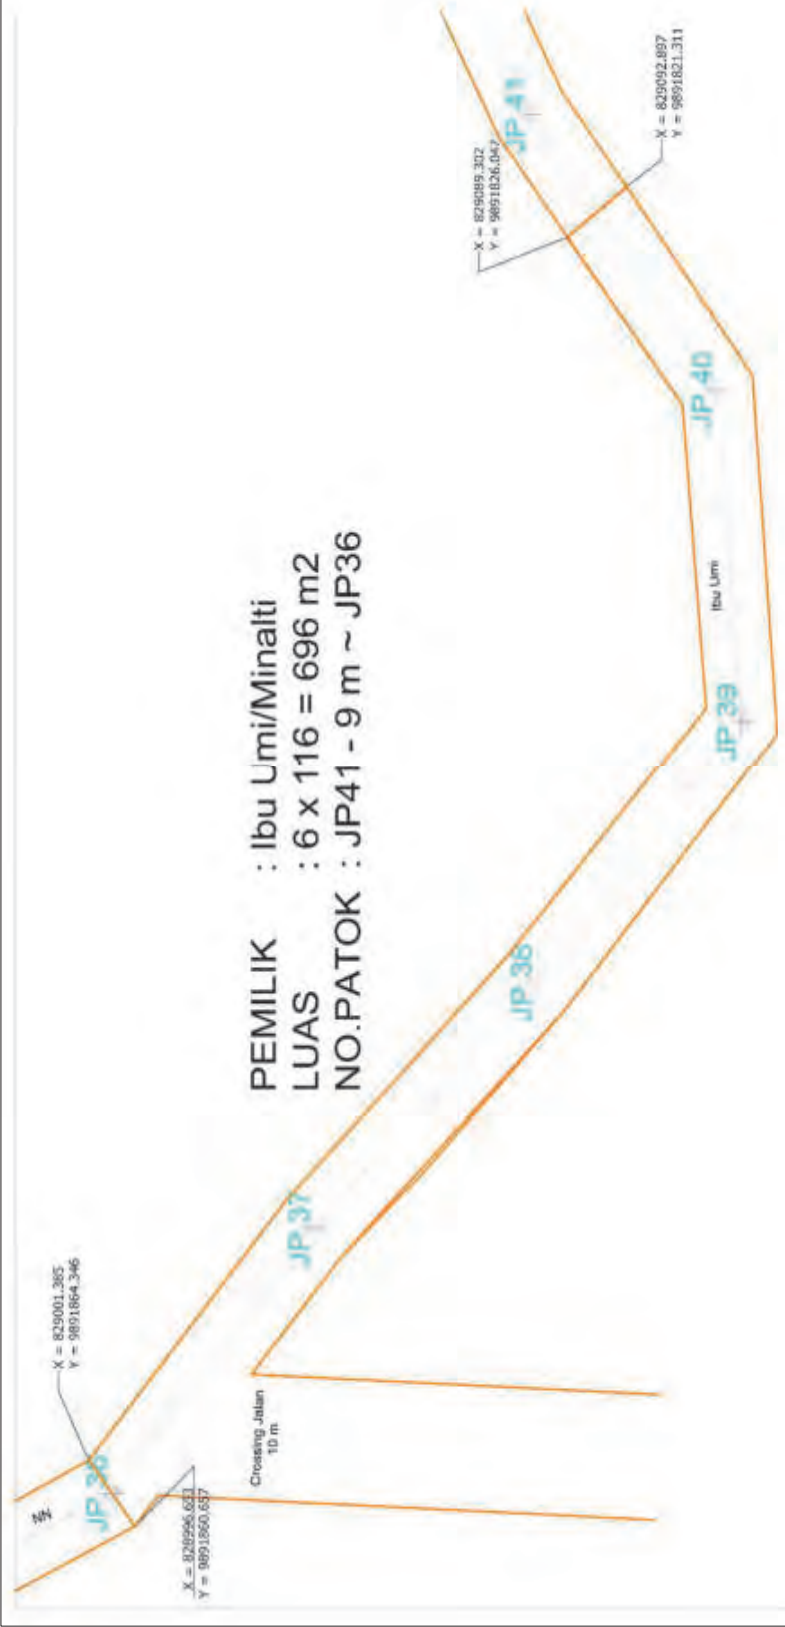 PEMILIK : Ibu Umi/Minalti
LUAS : 6 x 116 = 696 m2
NO.PATOK : JP41 - 9 m ~ JP36
X = 829001.385
Y = 9891864.346
JP 36
X = 828996.653
Y = 9891860.657
Crossing Jalan
10 m
JP 37
JP 38
JP 39
Ibu Umi
JP 40
X = 829089.302
Y = 9891826.047
JP 41
X = 829092.897
Y = 9891821.311